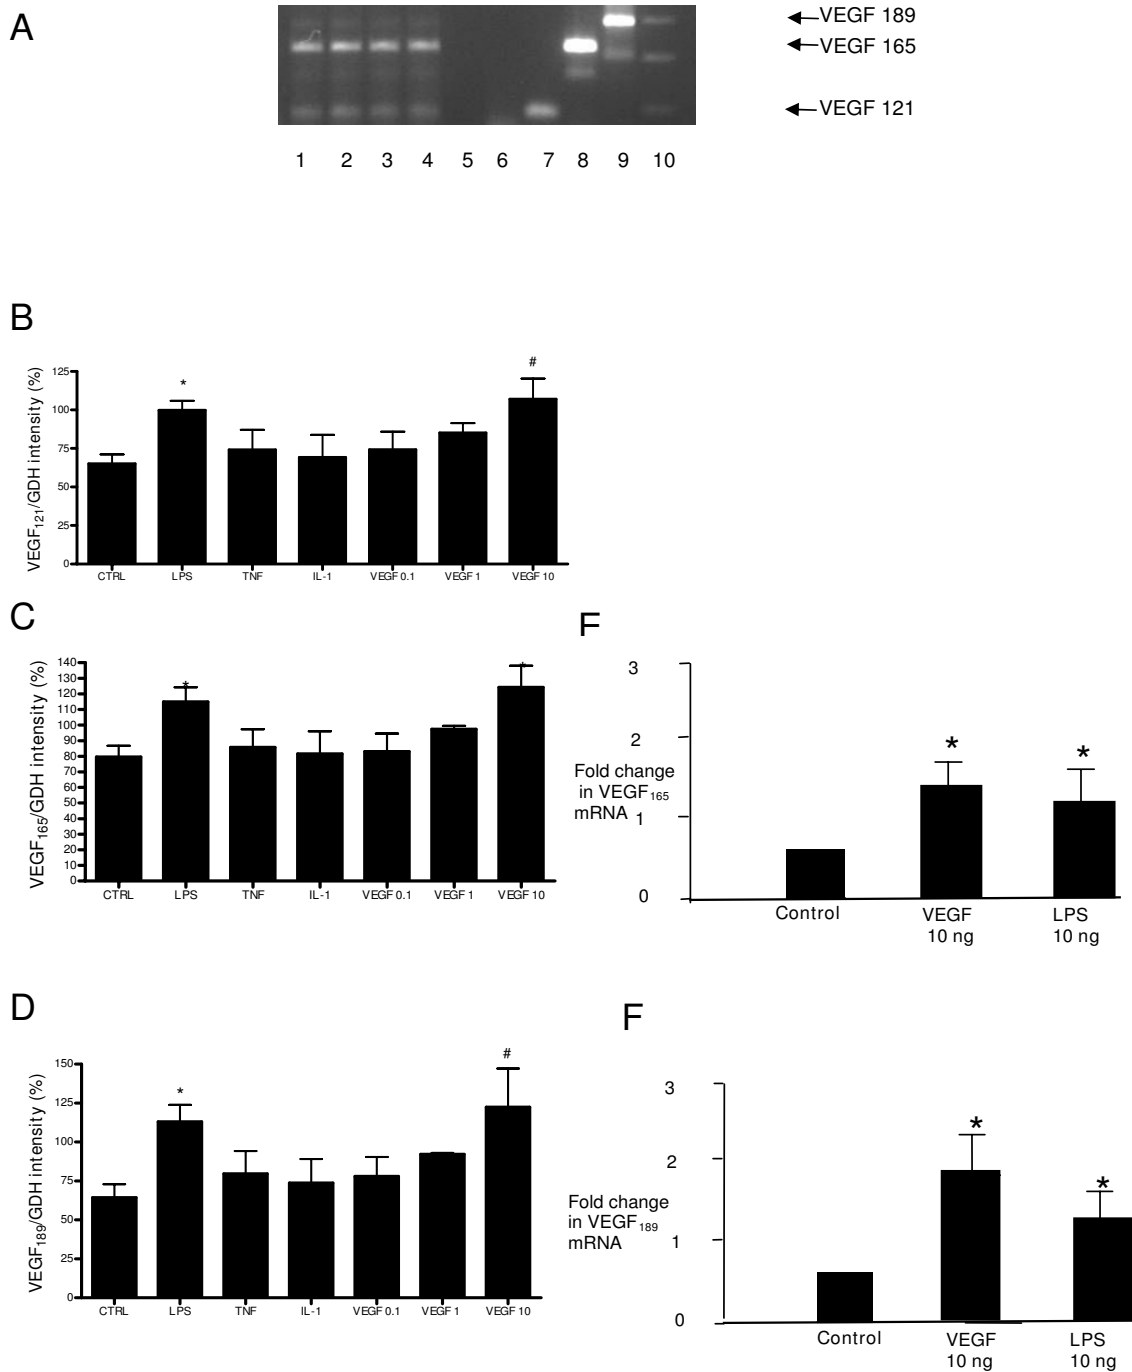 A
VEGF 189
VEGF 165
VEGF 121
1 2 3 4 5 6 7 8 9 10
B
VEGF121/GDH intensity (%)
125
100
75
50
25
0
*
#
CTRL LPS TNF IL-1 VEGF 0.1 VEGF 1 VEGF 10
C
VEGF165/GDH intensity (%)
140
130
120
110
100
90
80
70
60
50
40
30
20
10
0
*
*
CTRL LPS TNF IL-1 VEGF 0.1 VEGF 1 VEGF 10
F
3
2
1
0
Fold change
in VEGF165
mRNA
*
*
Control VEGF LPS
10 ng 10 ng
D
VEGF189/GDH intensity (%)
150
125
100
75
50
25
0
*
#
CTRL LPS TNF IL-1 VEGF 0.1 VEGF 1 VEGF 10
F
3
2
1
0
Fold change
in VEGF189
mRNA
*
*
Control VEGF LPS
10 ng 10 ng